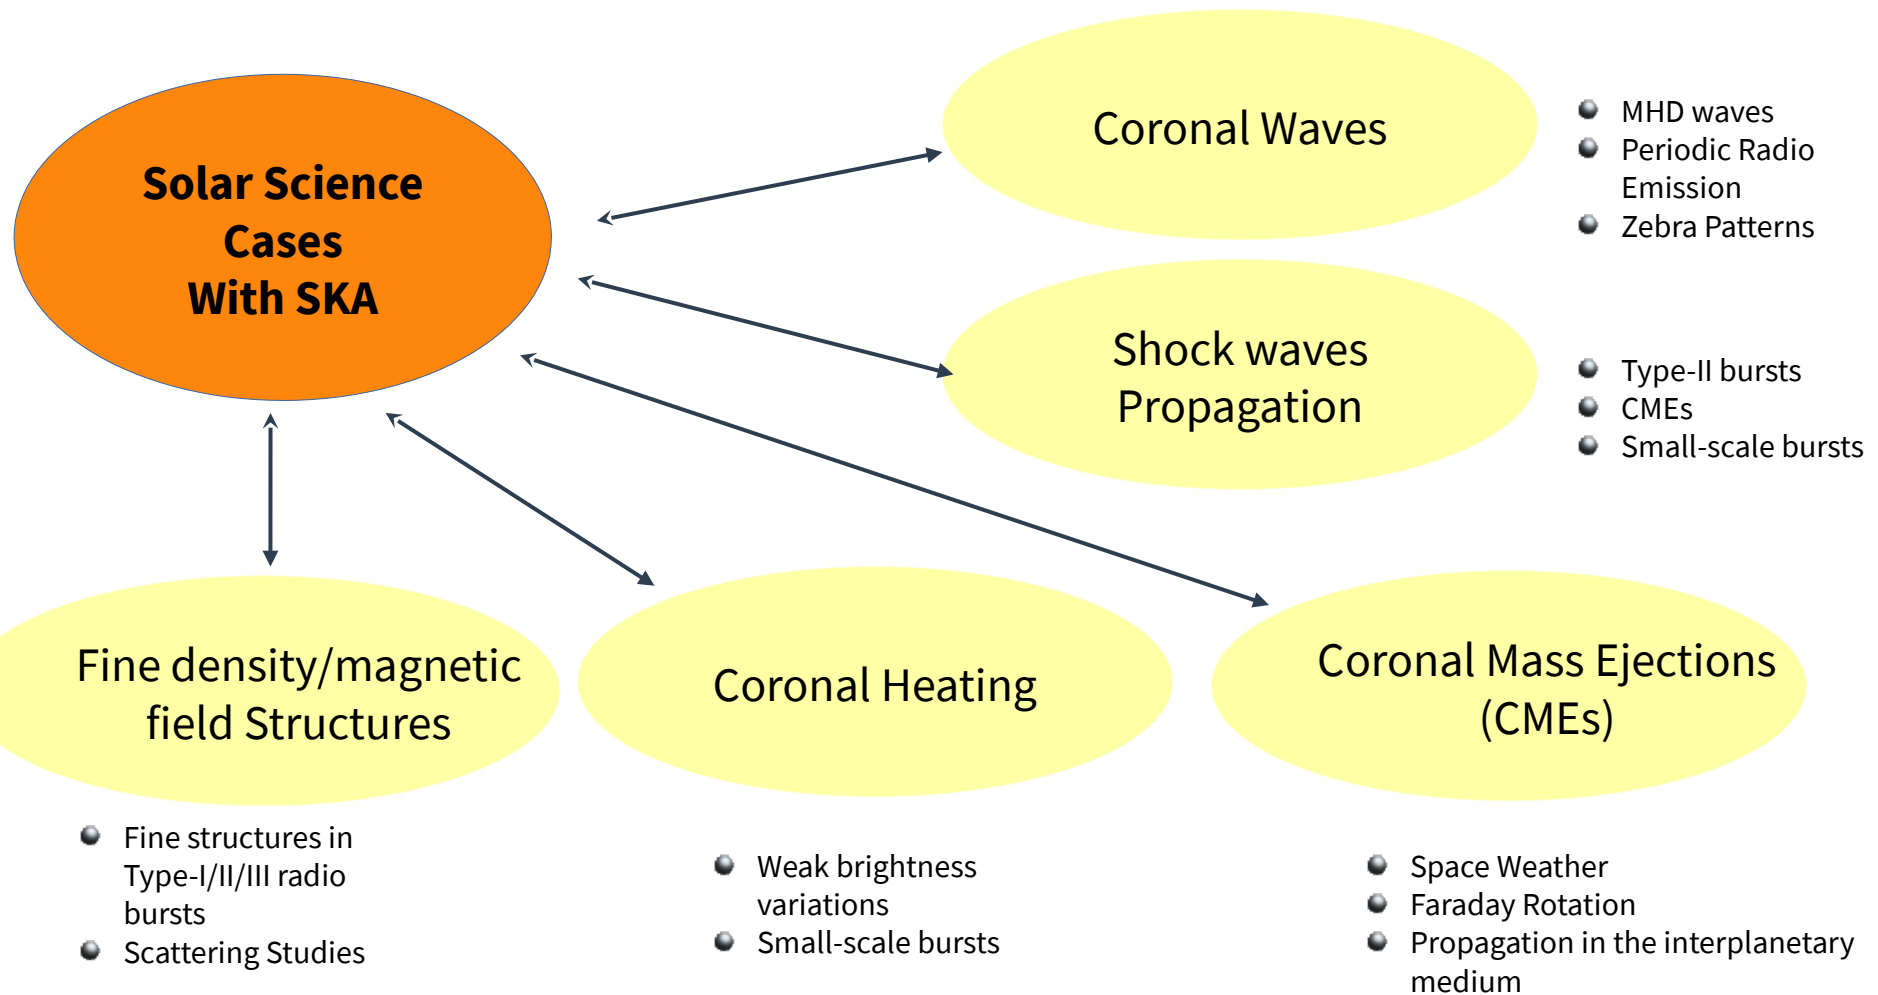 Solar Science
Cases
With SKA
Coronal Waves
MHD waves
Periodic Radio
Emission
Zebra Patterns
Shock waves
Propagation
Type-II bursts
CMEs
Small-scale bursts
Fine density/magnetic
field Structures
Fine structures in
Type-I/II/III radio
bursts
Scattering Studies
Coronal Heating
Weak brightness
variations
Small-scale bursts
Coronal Mass Ejections
(CMEs)
Space Weather
Faraday Rotation
Propagation in the interplanetary
medium